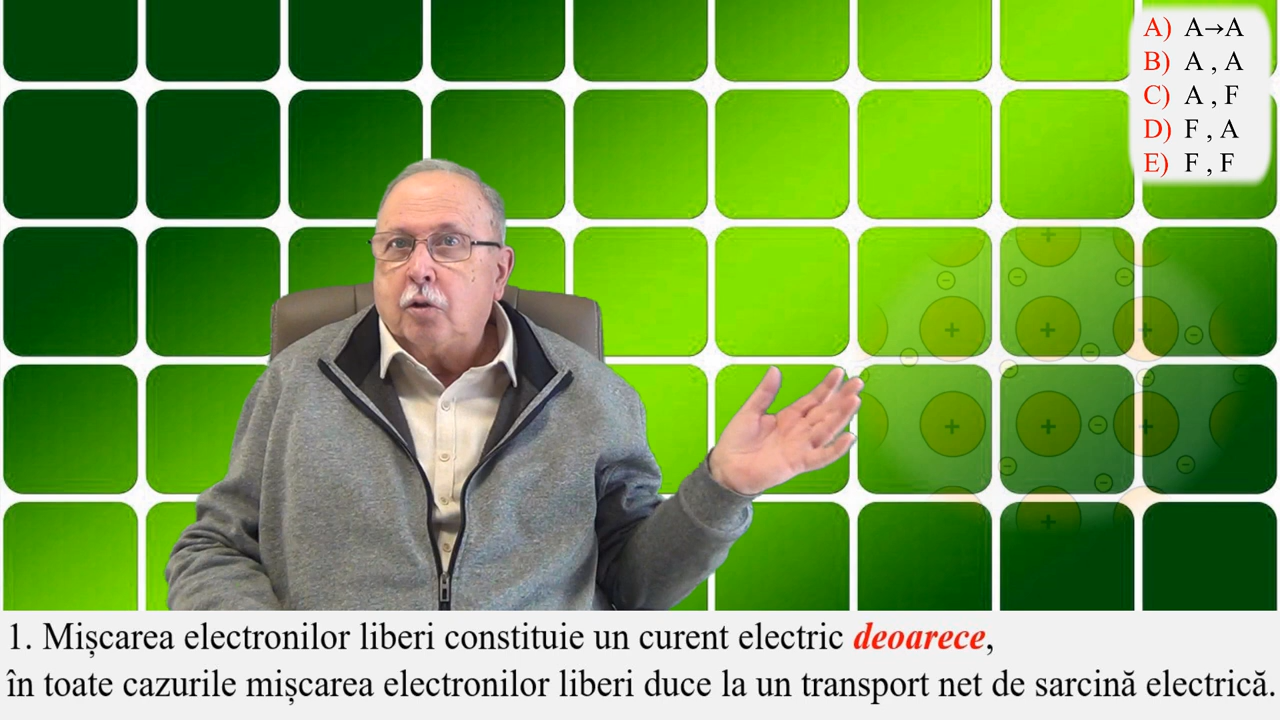 A) A→A
B) A , A
C) A , F
D) F , A
E) F , F
1. Mișcarea electronilor liberi constituie un curent electric deoarece,
în toate cazurile mișcarea electronilor liberi duce la un transport net de sarcină electrică.